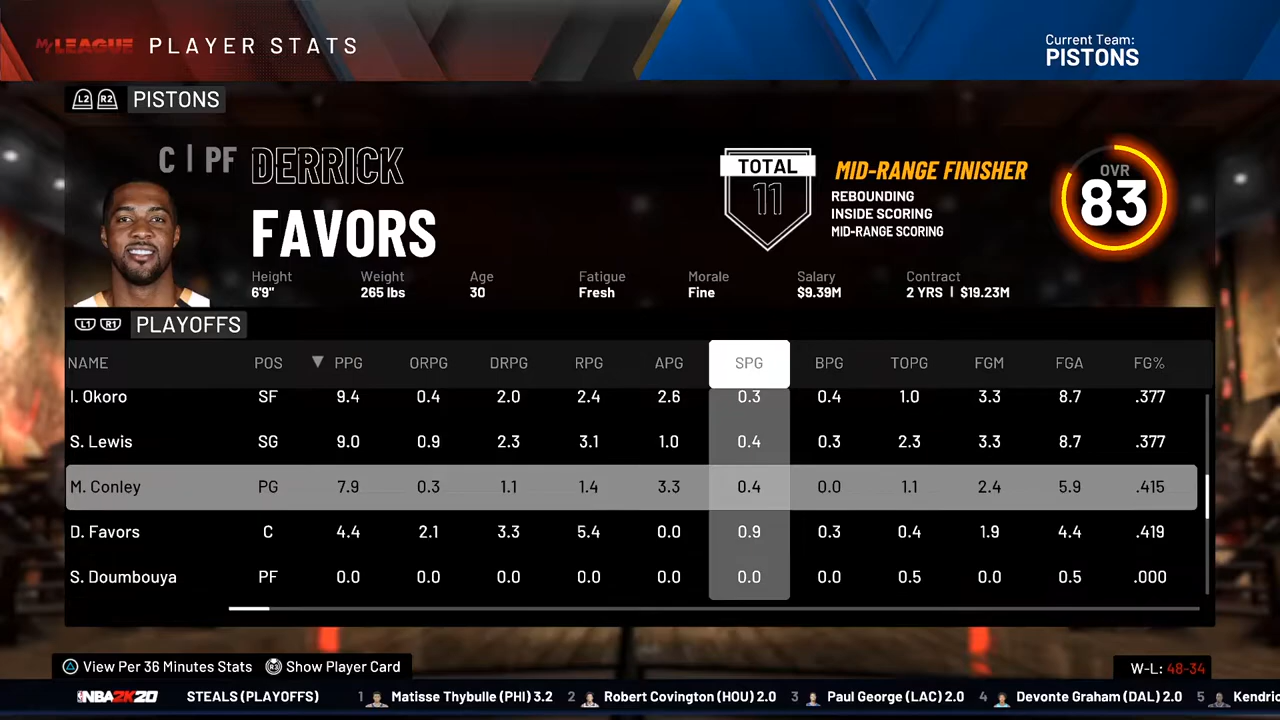 MyLEAGUE PLAYER STATS
Current Team:
PISTONS
L2 R2 PISTONS
C | PF DERRICK
FAVORS
TOTAL
11
MID-RANGE FINISHER
REBOUNDING
INSIDE SCORING
MID-RANGE SCORING
OVR
83
Height Weight Age Fatigue Morale Salary Contract
6'9" 265 lbs 30 Fresh Fine $9.39M 2 YRS | $19.23M
L1 R1 PLAYOFFS
NAME POS PPG ORPG DRPG RPG APG SPG BPG TOPG FGM FGA FG%
I. Okoro SF 9.4 0.4 2.0 2.4 2.6 0.3 0.4 1.0 3.3 8.7 .377
S. Lewis SG 9.0 0.9 2.3 3.1 1.0 0.4 0.3 2.3 3.3 8.7 .377
M. Conley PG 7.9 0.3 1.1 1.4 3.3 0.4 0.0 1.1 2.4 5.9 .415
D. Favors C 4.4 2.1 3.3 5.4 0.0 0.9 0.3 0.4 1.9 4.4 .419
S. Doumbouya PF 0.0 0.0 0.0 0.0 0.0 0.0 0.0 0.5 0.0 0.5 .000
View Per 36 Minutes Stats R3 Show Player Card
W-L: 48-34
NBA2K20 STEALS (PLAYOFFS) 1 Matisse Thybulle (PHI) 3.2 2 Robert Covington (HOU) 2.0 3 Paul George (LAC) 2.0 4 Devonte Graham (DAL) 2.0 5 Kendric